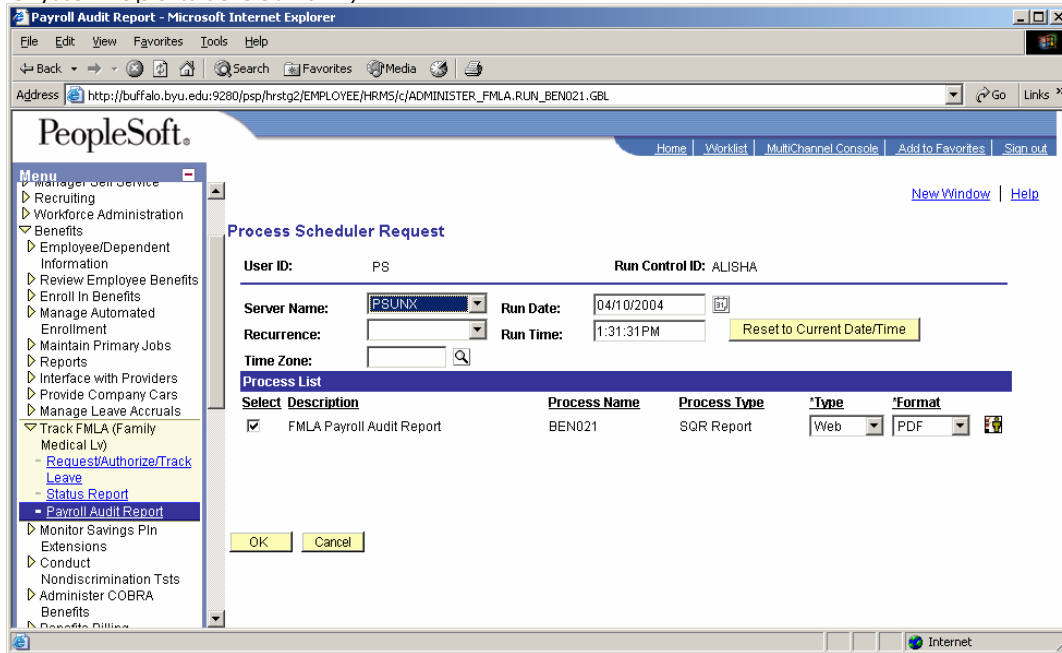 Payroll Audit Report - Microsoft Internet Explorer
File Edit View Favorites Tools Help
Back Search Favorites Media
Address http://buffalo.byu.edu:9280/psp/hrstg2/EMPLOYEE/HRMS/c/ADMINISTER_FMLA.RUN_BEN021.GBL Go Links »
PeopleSoft®
Home Worklist MultiChannel Console Add to Favorites Sign out
Menu
Manager Self Service
Recruiting
Workforce Administration
Benefits
Employee/Dependent
Information
Review Employee Benefits
Enroll In Benefits
Manage Automated
Enrollment
Maintain Primary Jobs
Reports
Interface with Providers
Provide Company Cars
Manage Leave Accruals
Track FMLA (Family
Medical Lv)
- Request/Authorize/Track
Leave
- Status Report
- Payroll Audit Report
Monitor Savings Pln
Extensions
Conduct
Nondiscrimination Tsts
Administer COBRA
Benefits
Benefits Billing
New Window | Help
Process Scheduler Request
User ID: PS Run Control ID: ALISHA
Server Name: PSUNX Run Date: 04/10/2004
Recurrence: Run Time: 1:31:31PM Reset to Current Date/Time
Time Zone:
Process List
Select Description Process Name Process Type *Type *Format
FMLA Payroll Audit Report BEN021 SQR Report Web PDF
OK Cancel
Internet